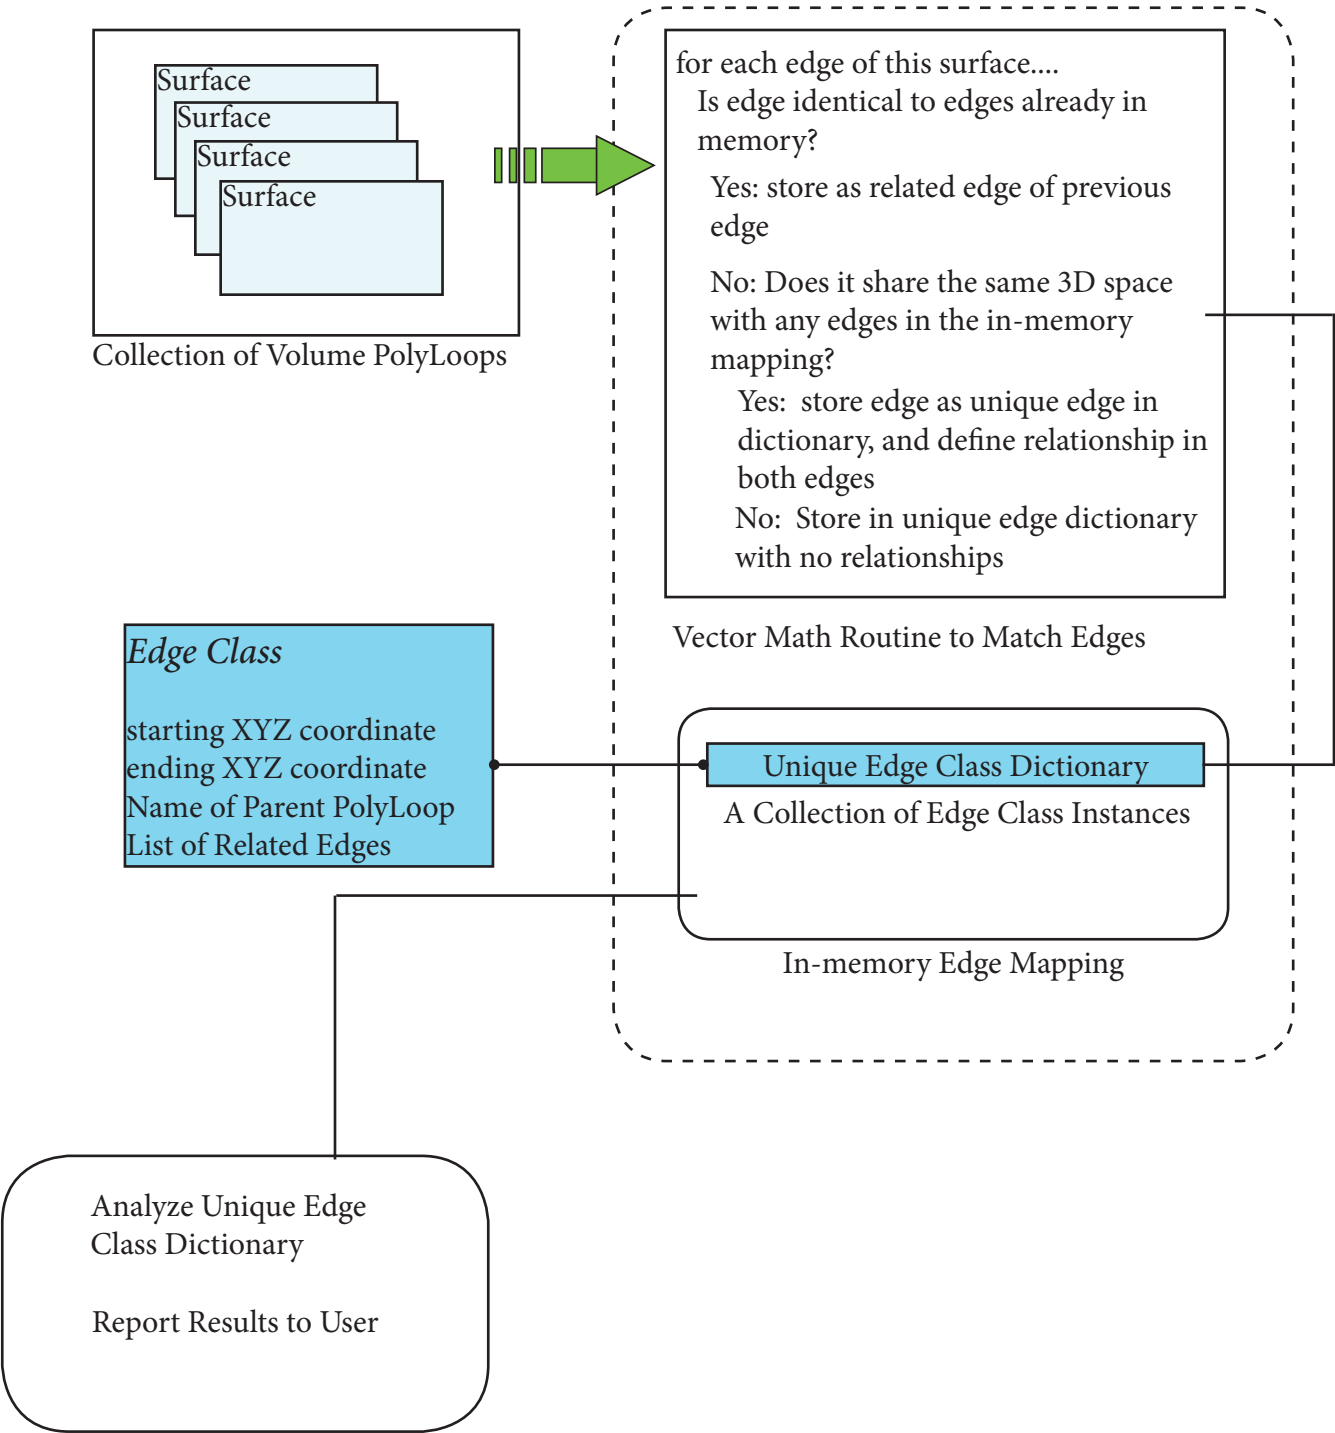 Surface
Surface
Surface
Surface
Collection of Volume PolyLoops
for each edge of this surface....
Is edge identical to edges already in
memory?
Yes: store as related edge of previous
edge
No: Does it share the same 3D space
with any edges in the in-memory
mapping?
Yes:  store edge as unique edge in
dictionary, and define relationship in
both edges
No:  Store in unique edge dictionary
with no relationships
Vector Math Routine to Match Edges
Edge Class
starting XYZ coordinate
ending XYZ coordinate
Name of Parent PolyLoop
List of Related Edges
Unique Edge Class Dictionary
A Collection of Edge Class Instances
In-memory Edge Mapping
Analyze Unique Edge
Class Dictionary
Report Results to User